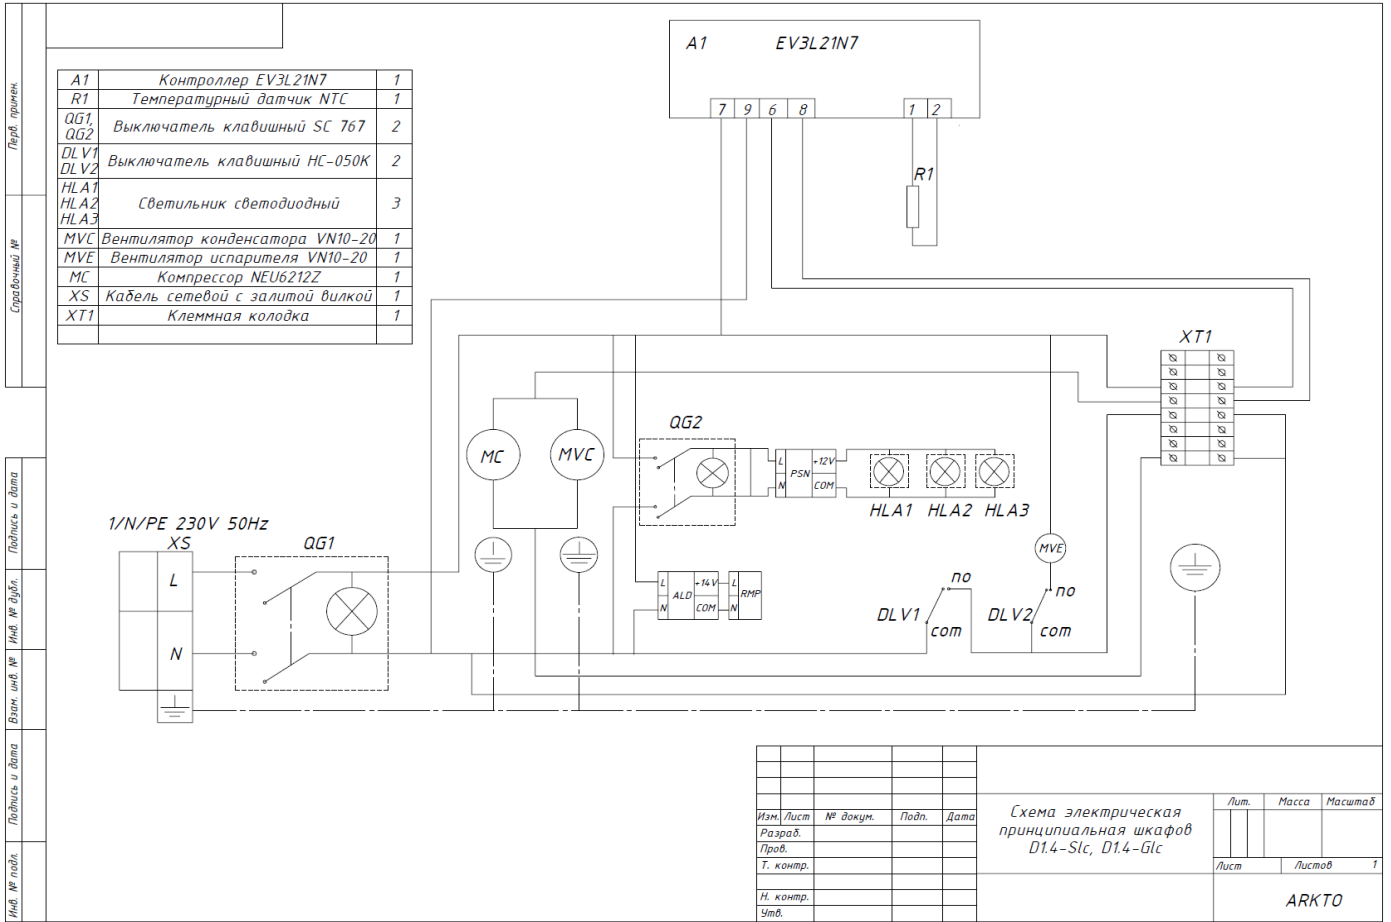 Перв. примен.
Справочный №
Подпись и дата
Инв. № дубл.
Взам. инв. №
Подпись и дата
Инв. № подл.
A1 Контроллер EV3L21N7 1
R1 Температурный датчик NTC 1
QG1,
QG2 Выключатель клавишный SC 767 2
DLV1
DLV2 Выключатель клавишный HC-050K 2
HLA1
HLA2 Светильник светодиодный 3
HLA3
MVC Вентилятор конденсатора VN10-20 1
MVE Вентилятор испарителя VN10-20 1
MC Компрессор NEU6212Z 1
XS Кабель сетевой с залитой вилкой 1
XT1 Клеммная колодка 1
A1 EV3L21N7
7 9 6 8 1 2
R1
XT1
QG2
MC MVC
L PSN +12V
N COM
HLA1 HLA2 HLA3
1/N/PE 230V 50Hz
XS QG1
L
N
MVE
L ALD +14V L RMP
N COM N
no no
DLV1 DLV2
com com
Изм. Лист № докум. Подп. Дата
Разраб.
Пров.
Т. контр.
Н. контр.
Утв.
Схема электрическая
принципиальная шкафов
D1.4-Slc, D1.4-Glc
Лит. Масса Масштаб
Лист Листов 1
ARKTO